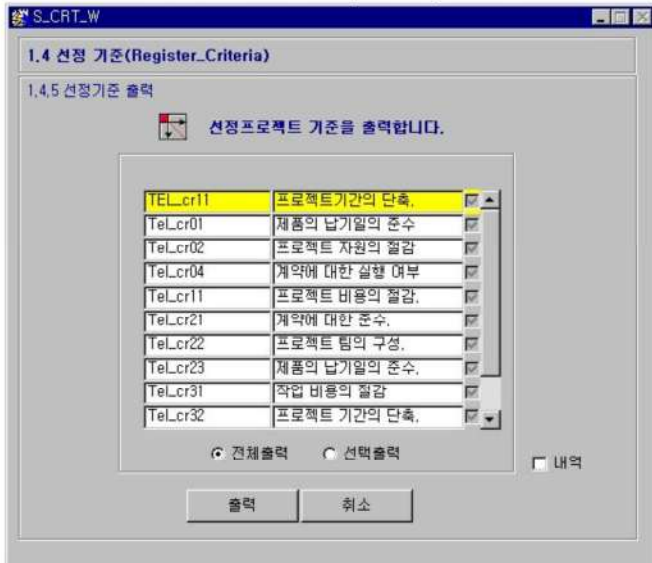 S_CRT_W
1.4 선정 기준(Register_Criteria)
1.4.5 선정기준 출력
선정프로젝트 기준을 출력합니다.
TEL_cr11 프로젝트기간의 단축.
Tel_cr01 제품의 납기일의 준수
Tel_cr02 프로젝트 자원의 절감
Tel_cr04 계약에 대한 실행 여부
Tel_cr11 프로젝트 비용의 절감.
Tel_cr21 계약에 대한 준수.
Tel_cr22 프로젝트 팀의 구성.
Tel_cr23 제품의 납기일의 준수.
Tel_cr31 작업 비용의 절감
Tel_cr32 프로젝트 기간의 단축.
전체출력 선택출력
내역
출력 취소